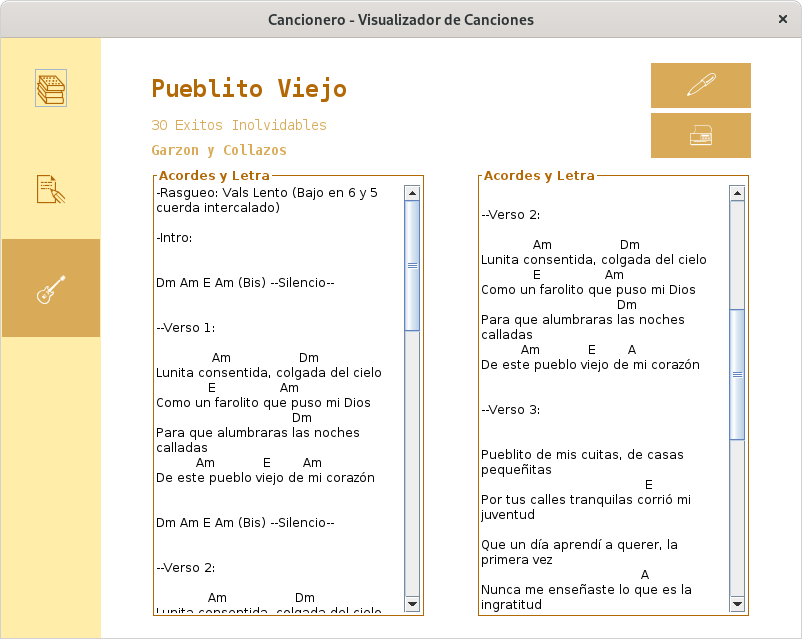 Cancionero - Visualizador de Canciones
×
Pueblito Viejo
30 Exitos Inolvidables
Garzon y Collazos
Acordes y Letra
-Rasgueo: Vals Lento (Bajo en 6 y 5
cuerda intercalado)
-Intro:
Dm Am E Am (Bis) --Silencio--
--Verso 1:
Am Dm
Lunita consentida, colgada del cielo
E Am
Como un farolito que puso mi Dios
Dm
Para que alumbraras las noches
calladas
Am E Am
De este pueblo viejo de mi corazón
Dm Am E Am (Bis) --Silencio--
--Verso 2:
Am Dm
Lunita consentida, colgada del cielo
Acordes y Letra
--Verso 2:
Am Dm
Lunita consentida, colgada del cielo
E Am
Como un farolito que puso mi Dios
Dm
Para que alumbraras las noches
calladas
Am E A
De este pueblo viejo de mi corazón
--Verso 3:
Pueblito de mis cuitas, de casas
pequeñitas
E
Por tus calles tranquilas corrió mi
juventud
Que un día aprendí a querer, la
primera vez
A
Nunca me enseñaste lo que es la
ingratitud